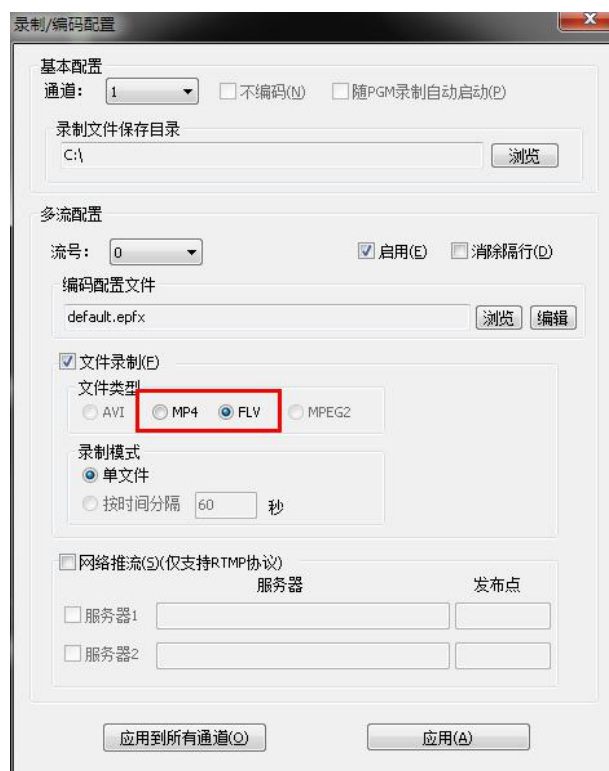 录制/编码配置
基本配置
通道： 1 不编码(N) 随PGM录制自动启动(P)
录制文件保存目录
C:\ 浏览
多流配置
流号： 0 启用(E) 消除隔行(D)
编码配置文件
default.epfx 浏览 编辑
文件录制(F)
文件类型
AVI MP4 FLV MPEG2
录制模式
单文件
按时间分隔 60 秒
网络推流(S)(仅支持RTMP协议)
服务器 发布点
服务器1
服务器2
应用到所有通道(O) 应用(A)